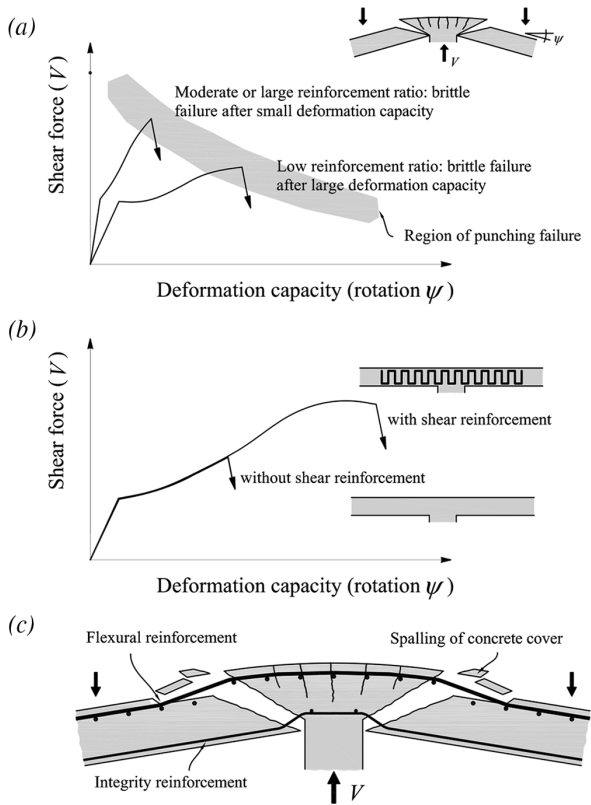 (a)
ψ
V
Shear force (V)
Moderate or large reinforcement ratio: brittle
failure after small deformation capacity
Low reinforcement ratio: brittle failure
after large deformation capacity
Region of punching failure
Deformation capacity (rotation ψ)
(b)
Shear force (V)
with shear reinforcement
without shear reinforcement
Deformation capacity (rotation ψ)
(c)
Flexural reinforcement
Spalling of concrete cover
Integrity reinforcement
V